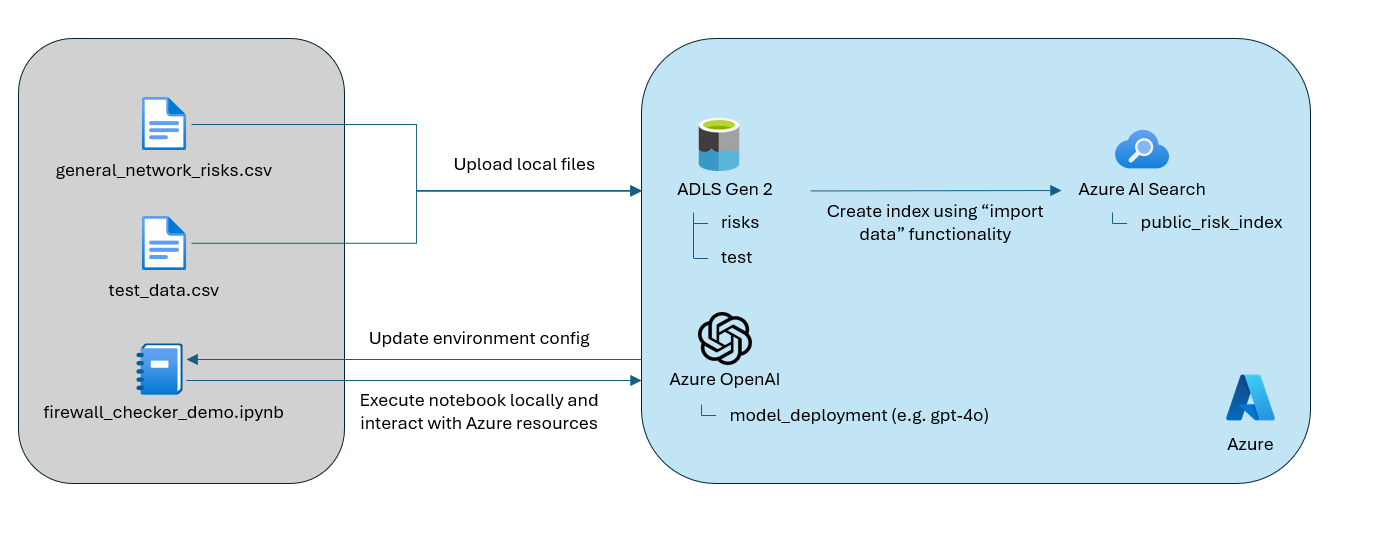 general_network_risks.csv
test_data.csv
firewall_checker_demo.ipynb
Upload local files
Update environment config
Execute notebook locally and
interact with Azure resources
ADLS Gen 2
risks
test
Create index using “import
data” functionality
Azure AI Search
public_risk_index
Azure OpenAI
model_deployment (e.g. gpt-4o)
Azure